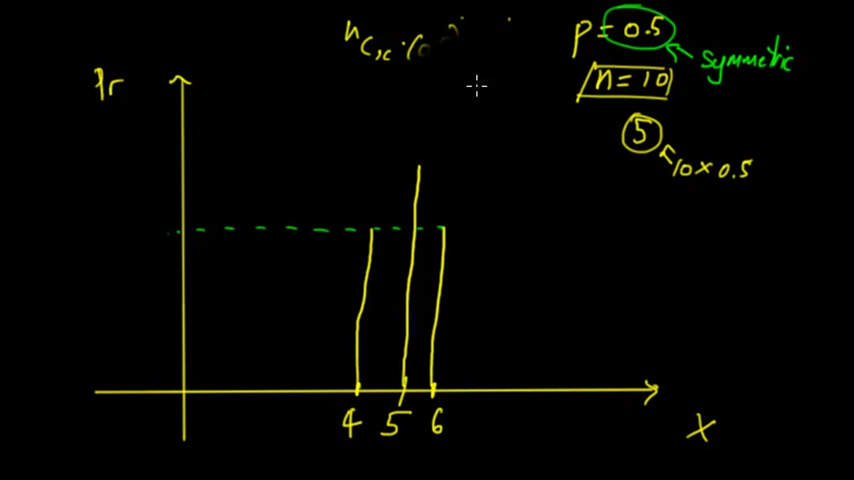 p = 0.5
symmetric
n = 10
5
10 x 0.5
Pr
4 5 6
X